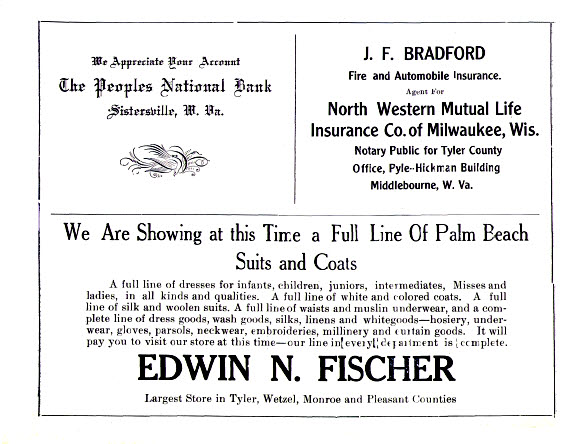 We Appreciate Your Account
The Peoples National Bank
Sistersville, W. Va.
J. F. BRADFORD
Fire and Automobile Insurance.
Agent For
North Western Mutual Life
Insurance Co. of Milwaukee, Wis.
Notary Public for Tyler County
Office, Pyle-Hickman Building
Middlebourne, W. Va.
We Are Showing at this Time a Full Line Of Palm Beach
Suits and Coats
A full line of dresses for infants, children, juniors, intermediates, Misses and
ladies, in all kinds and qualities. A full line of white and colored coats. A full
line of silk and woolen suits. A full line of waists and muslin underwear, and a com-
plete line of dress goods, wash goods, silks, linens and whitegoods—hosiery, under-
wear, gloves, parsols, neckwear, embroideries, millinery and curtain goods. It will
pay you to visit our store at this time—our line in every department is complete.
EDWIN N. FISCHER
Largest Store in Tyler, Wetzel, Monroe and Pleasant Counties